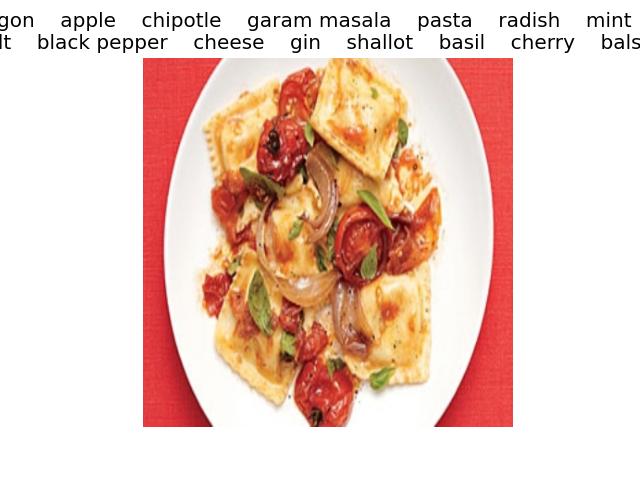 gon apple chipotle garam masala pasta radish mint
lt black pepper cheese gin shallot basil cherry bals